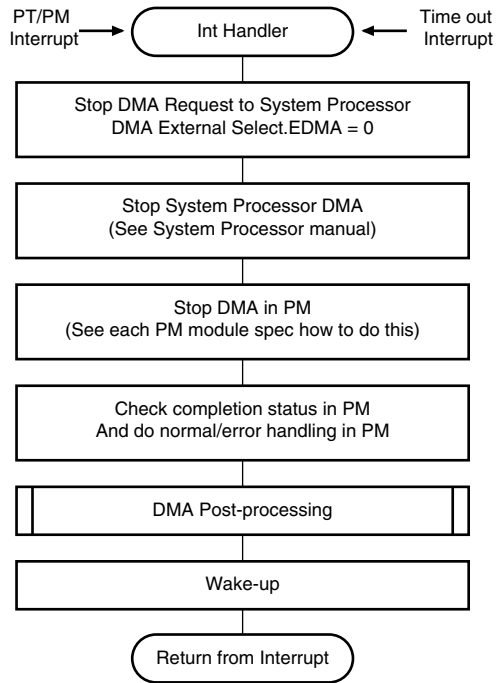 PT/PM
Interrupt
Int Handler
Time out
Interrupt
Stop DMA Request to System Processor
DMA External Select.EDMA = 0
Stop System Processor DMA
(See System Processor manual)
Stop DMA in PM
(See each PM module spec how to do this)
Check completion status in PM
And do normal/error handling in PM
DMA Post-processing
Wake-up
Return from Interrupt